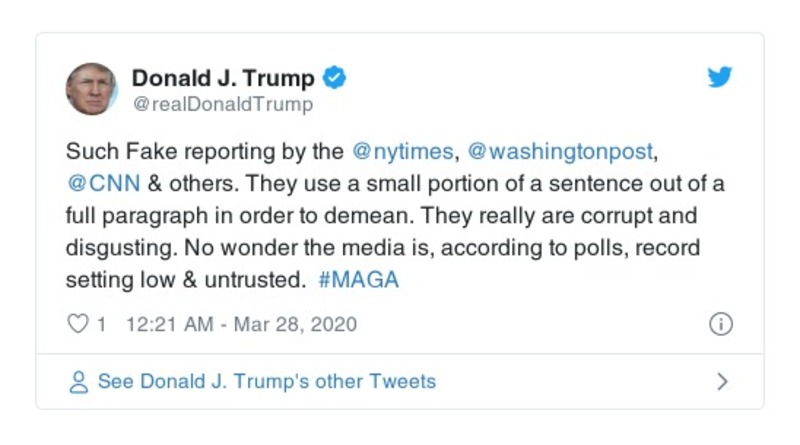 Donald J. Trump
@realDonaldTrump
Such Fake reporting by the @nytimes, @washingtonpost,
@CNN & others. They use a small portion of a sentence out of a
full paragraph in order to demean. They really are corrupt and
disgusting. No wonder the media is, according to polls, record
setting low & untrusted.  #MAGA
1 12:21 AM - Mar 28, 2020
See Donald J. Trump's other Tweets